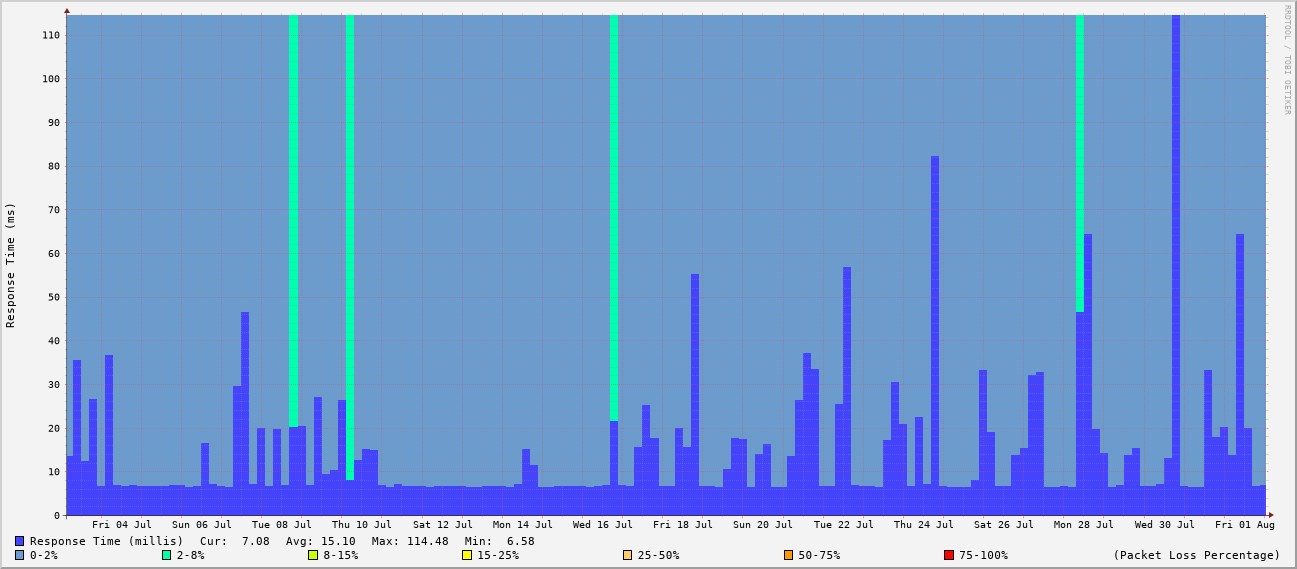 RRDTOOL / TOBI OETIKER
Response Time (ms)
110
100
90
80
70
60
50
40
30
20
10
0
Fri 04 Jul Sun 06 Jul Tue 08 Jul Thu 10 Jul Sat 12 Jul Mon 14 Jul Wed 16 Jul Fri 18 Jul Sun 20 Jul Tue 22 Jul Thu 24 Jul Sat 26 Jul Mon 28 Jul Wed 30 Jul Fri 01 Aug
Response Time (millis) Cur: 7.08 Avg: 15.10 Max: 114.48 Min: 6.58
0-2% 2-8% 8-15% 15-25% 25-50% 50-75% 75-100% (Packet Loss Percentage)